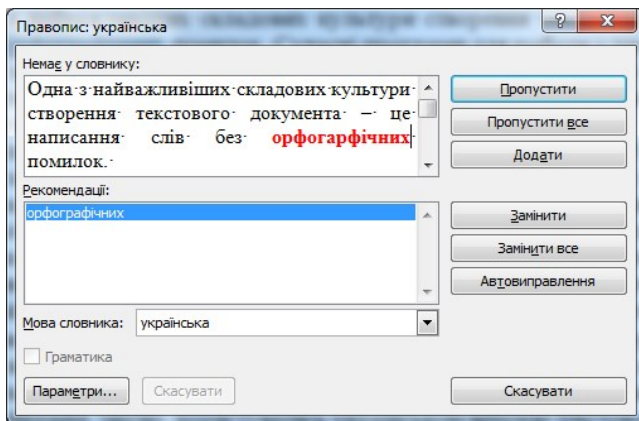 Правопис: українська
Немає у словнику:
Одна з найважливіших складових культури
створення текстового документа – це
написання слів без орфогарфічних
помилок.
Пропустити
Пропустити все
Додати
Рекомендації:
орфографічних
Замінити
Замінити все
Автовиправлення
Мова словника: українська
Граматика
Параметри... Скасувати Скасувати